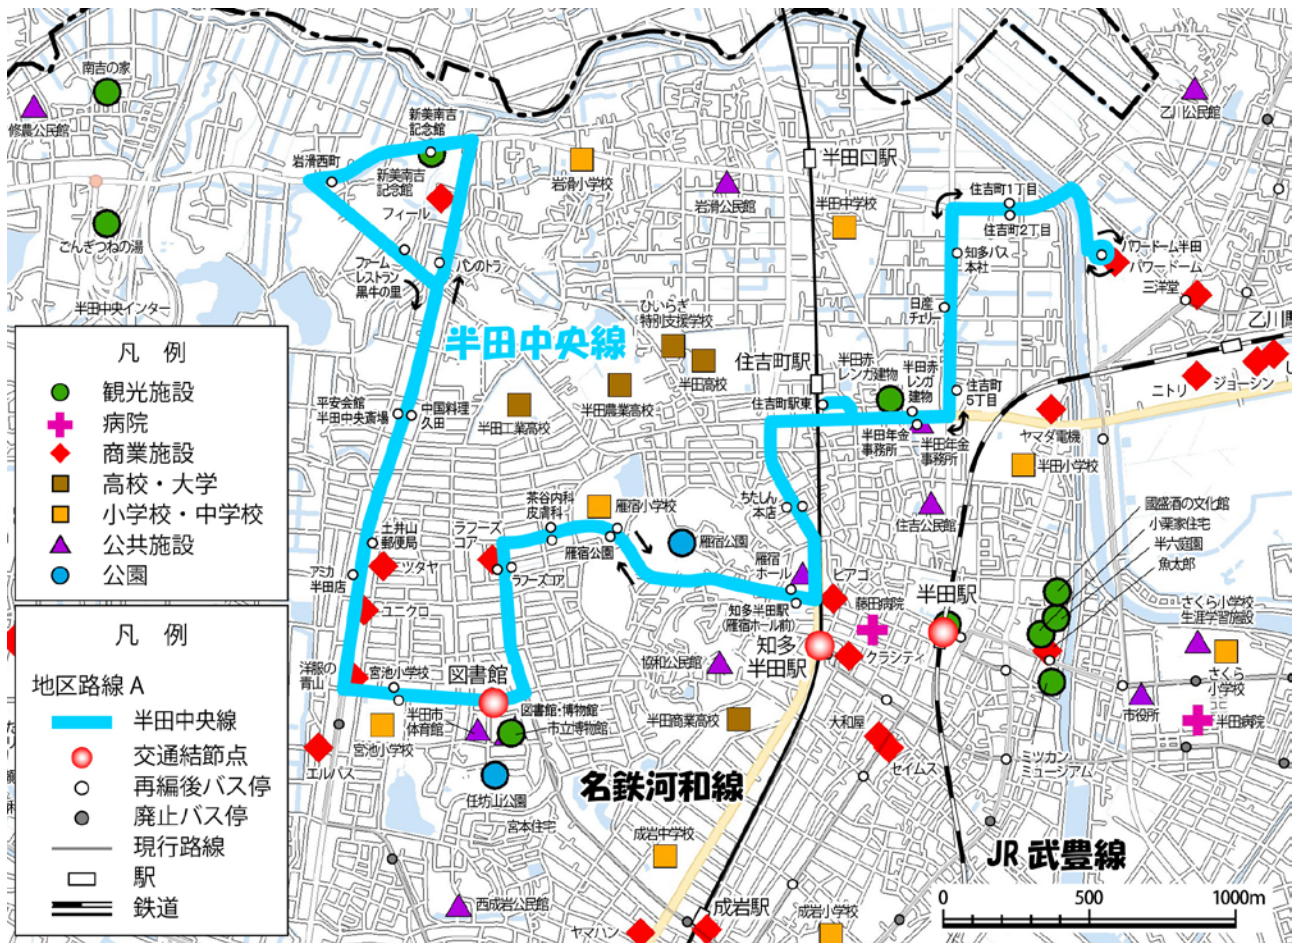 南吉の家
修農公民館
新美南吉
記念館
岩滑西町
新美南吉
記念館
フィール
ごんぎつねの湯
半田中央インター
ファーム
レストラン
黒牛の里
パンのトラ
岩滑小学校
岩滑公民館
半田口駅
半田中学校
乙川公民館
住吉町1丁目
住吉町2丁目
知多バス
本社
パワードーム半田
パワードーム
三洋堂
乙川駅
日産
チェリー
ひいらぎ
特別支援学校
半田高校
半田農業高校
半田工業高校
半田中央線
住吉町駅
住吉町駅東
半田赤
レンガ建物
半田赤
レンガ
建物
住吉町
5丁目
半田年金
事務所
半田年金
事務所
ニトリ
ジョーシン
ヤマダ電機
半田小学校
平安会館
半田中央斎場
中国料理
久田
茶谷内科
皮膚科
雁宿小学校
雁宿公園
雁宿公園
ちたしん
本店
住吉公民館
土井山
郵便局
ツタヤ
アミカ
半田店
ユニクロ
ラフーズ
コア
ラフーズコア
雁宿
ホール
ピアゴ
知多半田駅
(雁宿ホール前)
知多
半田駅
藤田病院
半田駅
クラシティ
國盛酒の文化館
小栗家住宅
半六庭園
魚太郎
さくら小学校
生涯学習施設
さくら
小学校
市役所
半田病院
洋服の
青山
宮池小学校
図書館
図書館・博物館
市立博物館
半田市
体育館
宮池小学校
エルバス
任坊山公園
宮本住宅
協和公民館
半田商業高校
大和屋
セイムス
ミツカン
ミュージアム
名鉄河和線
成岩中学校
JR武豊線
西成岩公民館
ヤマハン
成岩駅
成岩小学校
0 500 1000m
凡 例
観光施設
病院
商業施設
高校・大学
小学校・中学校
公共施設
公園
凡 例
地区路線A
半田中央線
交通結節点
再編後バス停
廃止バス停
現行路線
駅
鉄道